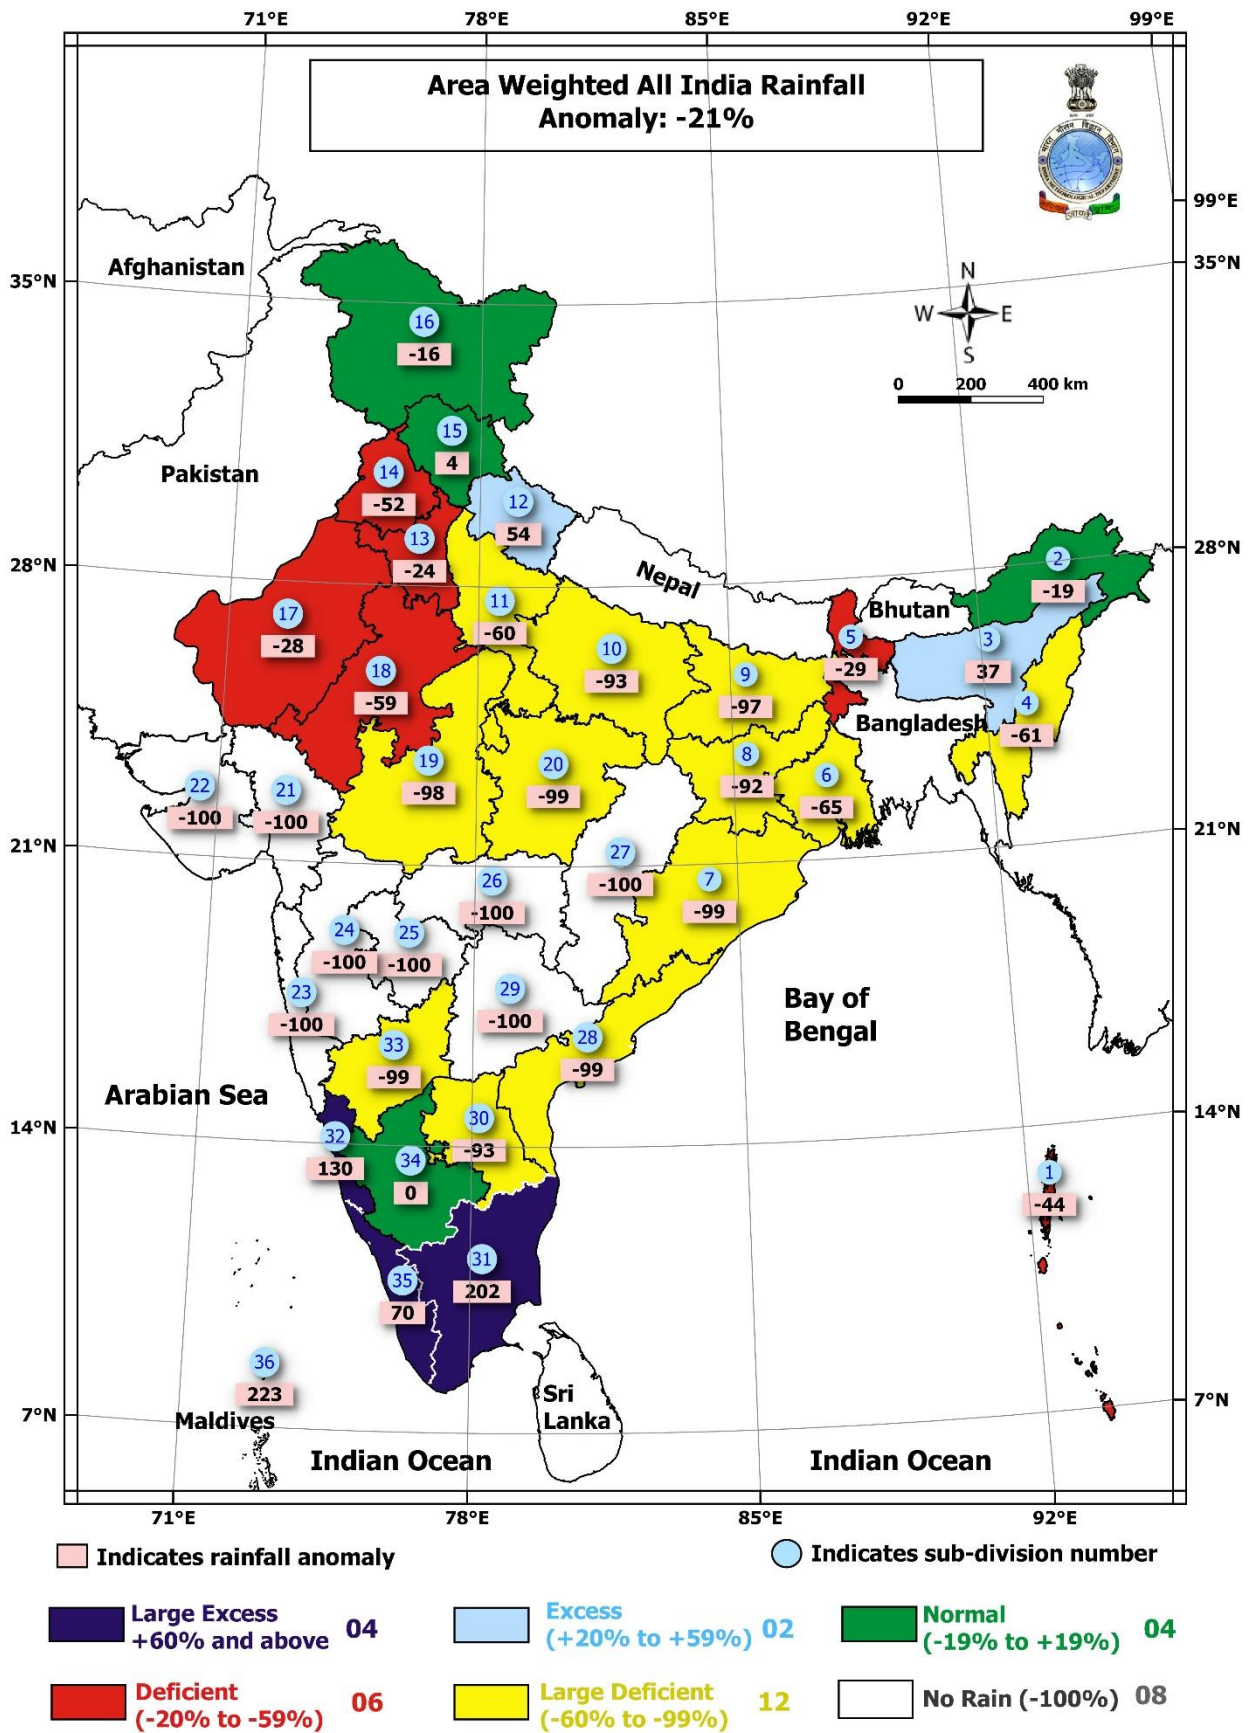 71°E 78°E 85°E 92°E 99°E
Area Weighted All India Rainfall
Anomaly: -21%
99°E
Afghanistan
35°N
35°N
N
W E
S
16
-16
0 200 400 km
15
4
Pakistan
14
-52
12
54
13
-24
28°N
28°N
Nepal
2
-19
Bhutan
11
-60
17
-28
10
-93
5
-29
3
37
18
-59
9
-97
4
-61
Bangladesh
19
-98
20
-99
8
-92
6
-65
22
-100
21
-100
21°N
21°N
27
-100
26
-100
7
-99
24
-100
25
-100
23
-100
29
-100
Bay of
Bengal
28
-99
33
-99
Arabian Sea
14°N
14°N
30
-93
32
130
34
0
1
-44
31
202
35
70
36
223
Maldives
Sri
Lanka
7°N
7°N
Indian Ocean
Indian Ocean
71°E 78°E 85°E 92°E
Indicates rainfall anomaly
Indicates sub-division number
Large Excess
+60% and above 04
Excess
(+20% to +59%) 02
Normal
(-19% to +19%) 04
Deficient
(-20% to -59%) 06
Large Deficient
(-60% to -99%) 12
No Rain (-100%) 08